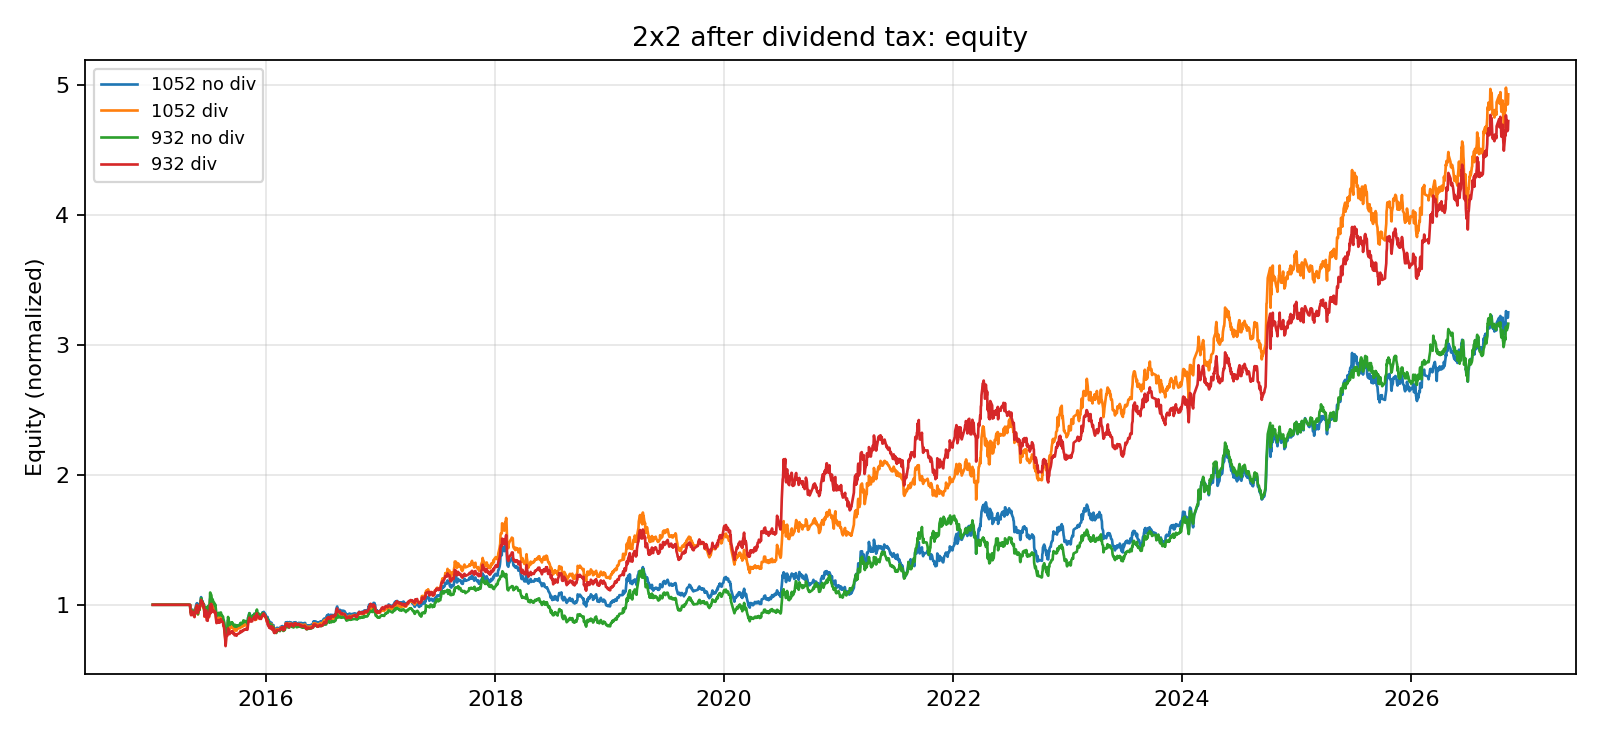 2x2 after dividend tax: equity
1052 no div
1052 div
932 no div
932 div
Equity (normalized)
5
4
3
2
1
2016 2018 2020 2022 2024 2026